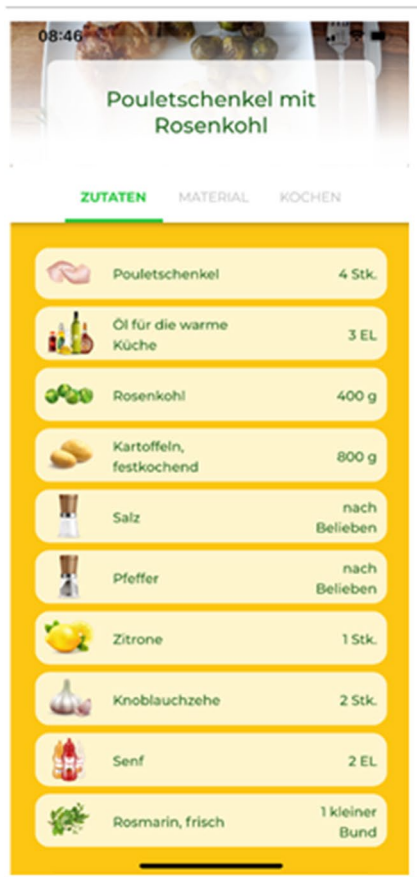 08:46
Pouletschenkel mit
Rosenkohl
ZUTATEN MATERIAL KOCHEN
Pouletschenkel 4 Stk.
Öl für die warme
Küche 3 EL
Rosenkohl 400 g
Kartoffeln,
festkochend 800 g
Salz nach
Belieben
Pfeffer nach
Belieben
Zitrone 1 Stk.
Knoblauchzehe 2 Stk.
Senf 2 EL
Rosmarin, frisch 1 kleiner
Bund